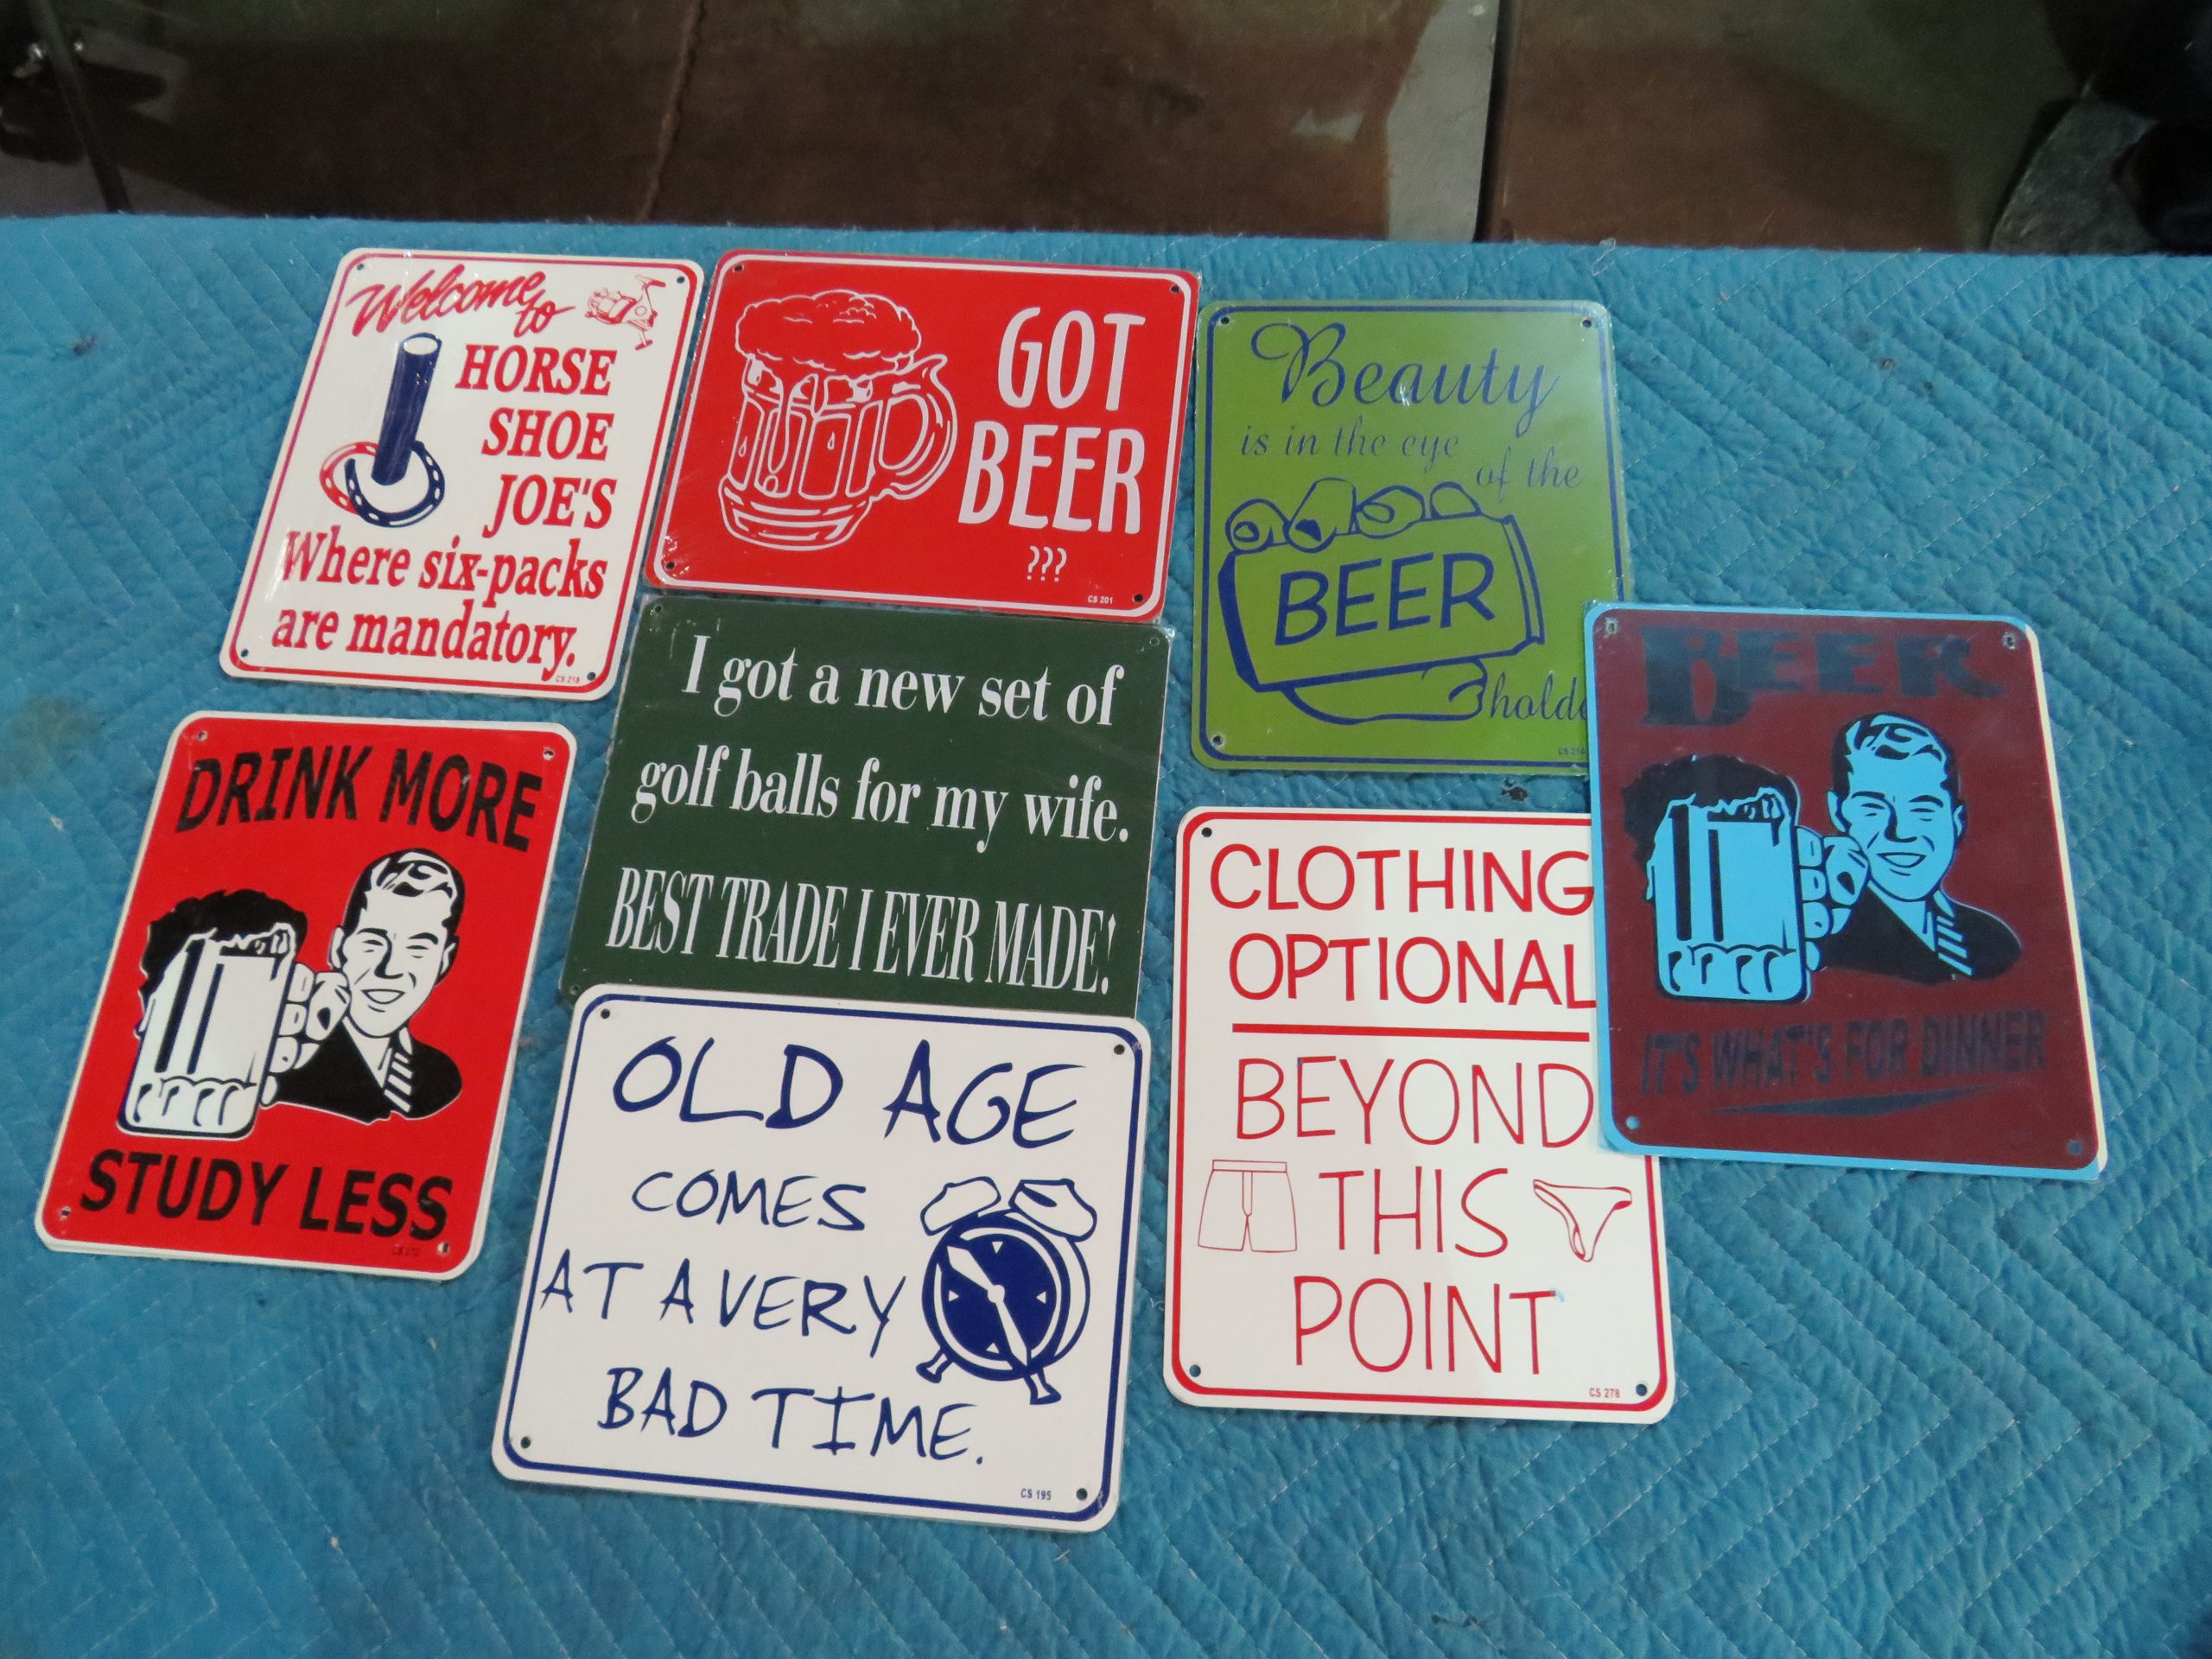 Welcome
to
HORSE
SHOE
JOE'S
Where six-packs
are mandatory.
CS 218
GOT
BEER
???
CS 201
Beauty
is in the eye
of the
BEER
holde
BEER
IT'S WHAT'S FOR DINNER
I got a new set of
golf balls for my wife.
BEST TRADE I EVER MADE!
DRINK MORE
STUDY LESS
OLD AGE
COMES
AT A VERY
BAD TIME.
CS 195
CLOTHING
OPTIONAL
BEYOND
THIS
POINT
CS 278